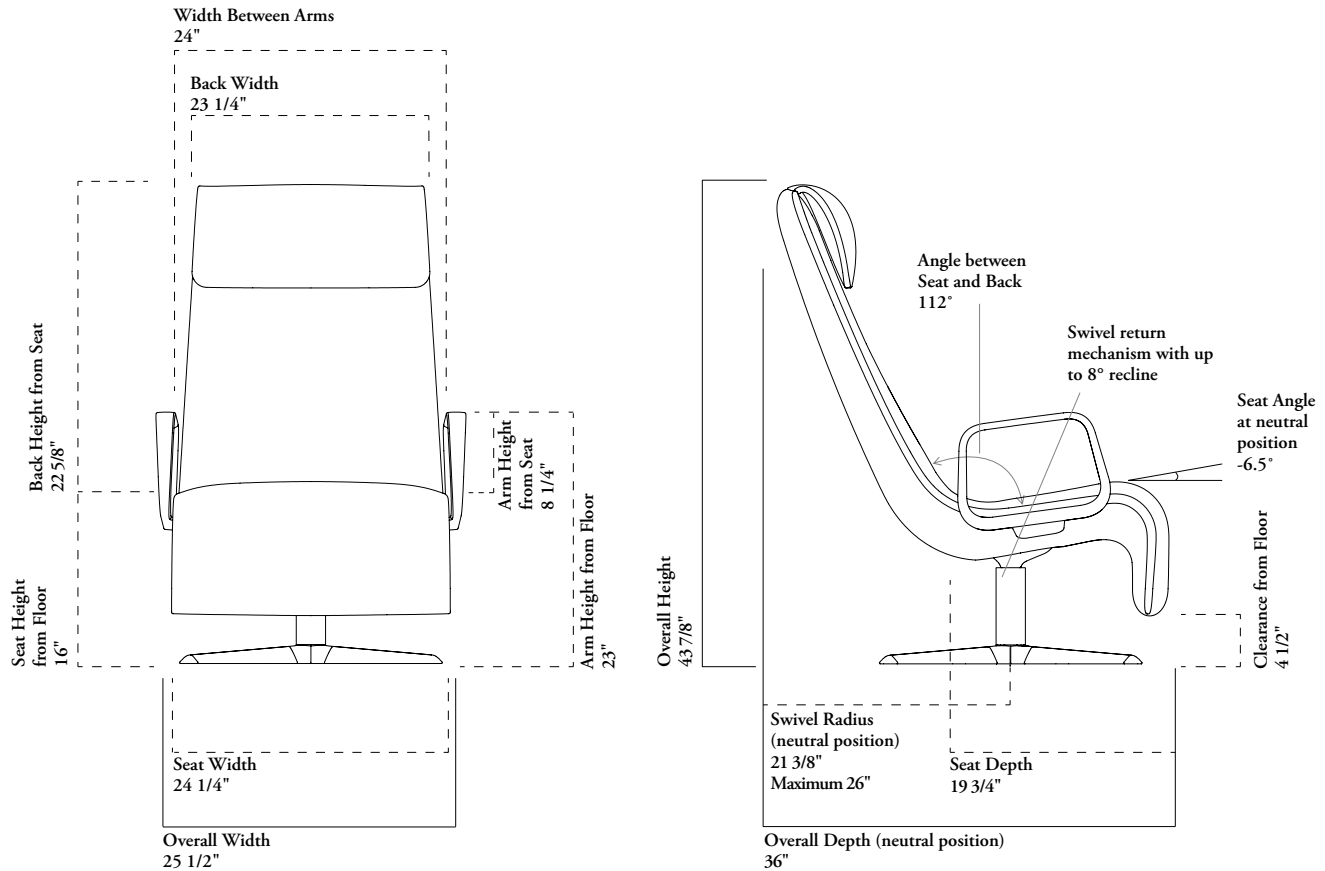 Width Between Arms
24"
Back Width
23 1/4"
Back Height from Seat
22 5/8"
Seat Height
from Floor
16"
Arm Height
from Seat
8 1/4"
Arm Height from Floor
23"
Seat Width
24 1/4"
Overall Width
25 1/2"
Overall Height
43 7/8"
Angle between
Seat and Back
112°
Swivel return
mechanism with up
to 8° recline
Seat Angle
at neutral
position
-6.5°
Clearance from Floor
4 1/2"
Swivel Radius
(neutral position)
21 3/8"
Maximum 26"
Seat Depth
19 3/4"
Overall Depth (neutral position)
36"